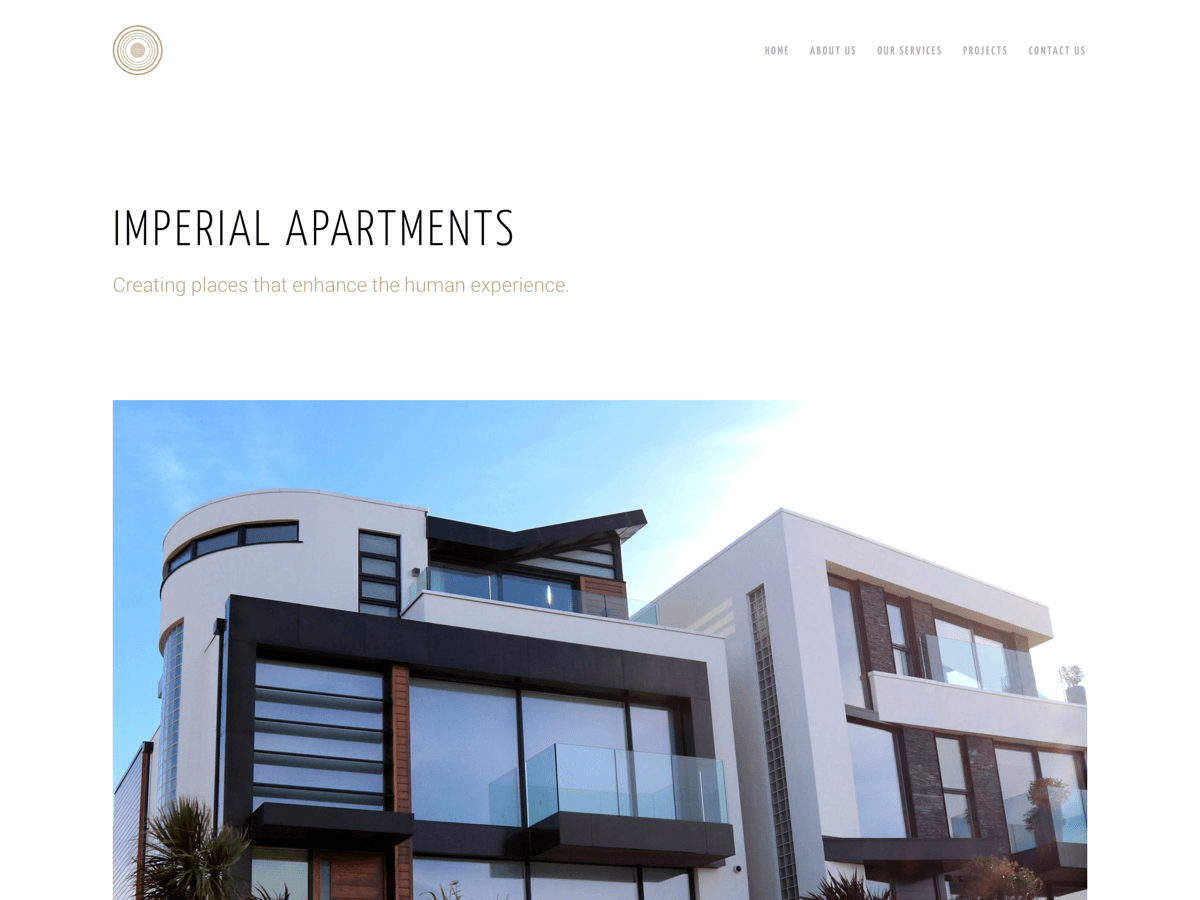 HOME ABOUT US OUR SERVICES PROJECTS CONTACT US
IMPERIAL APARTMENTS
Creating places that enhance the human experience.